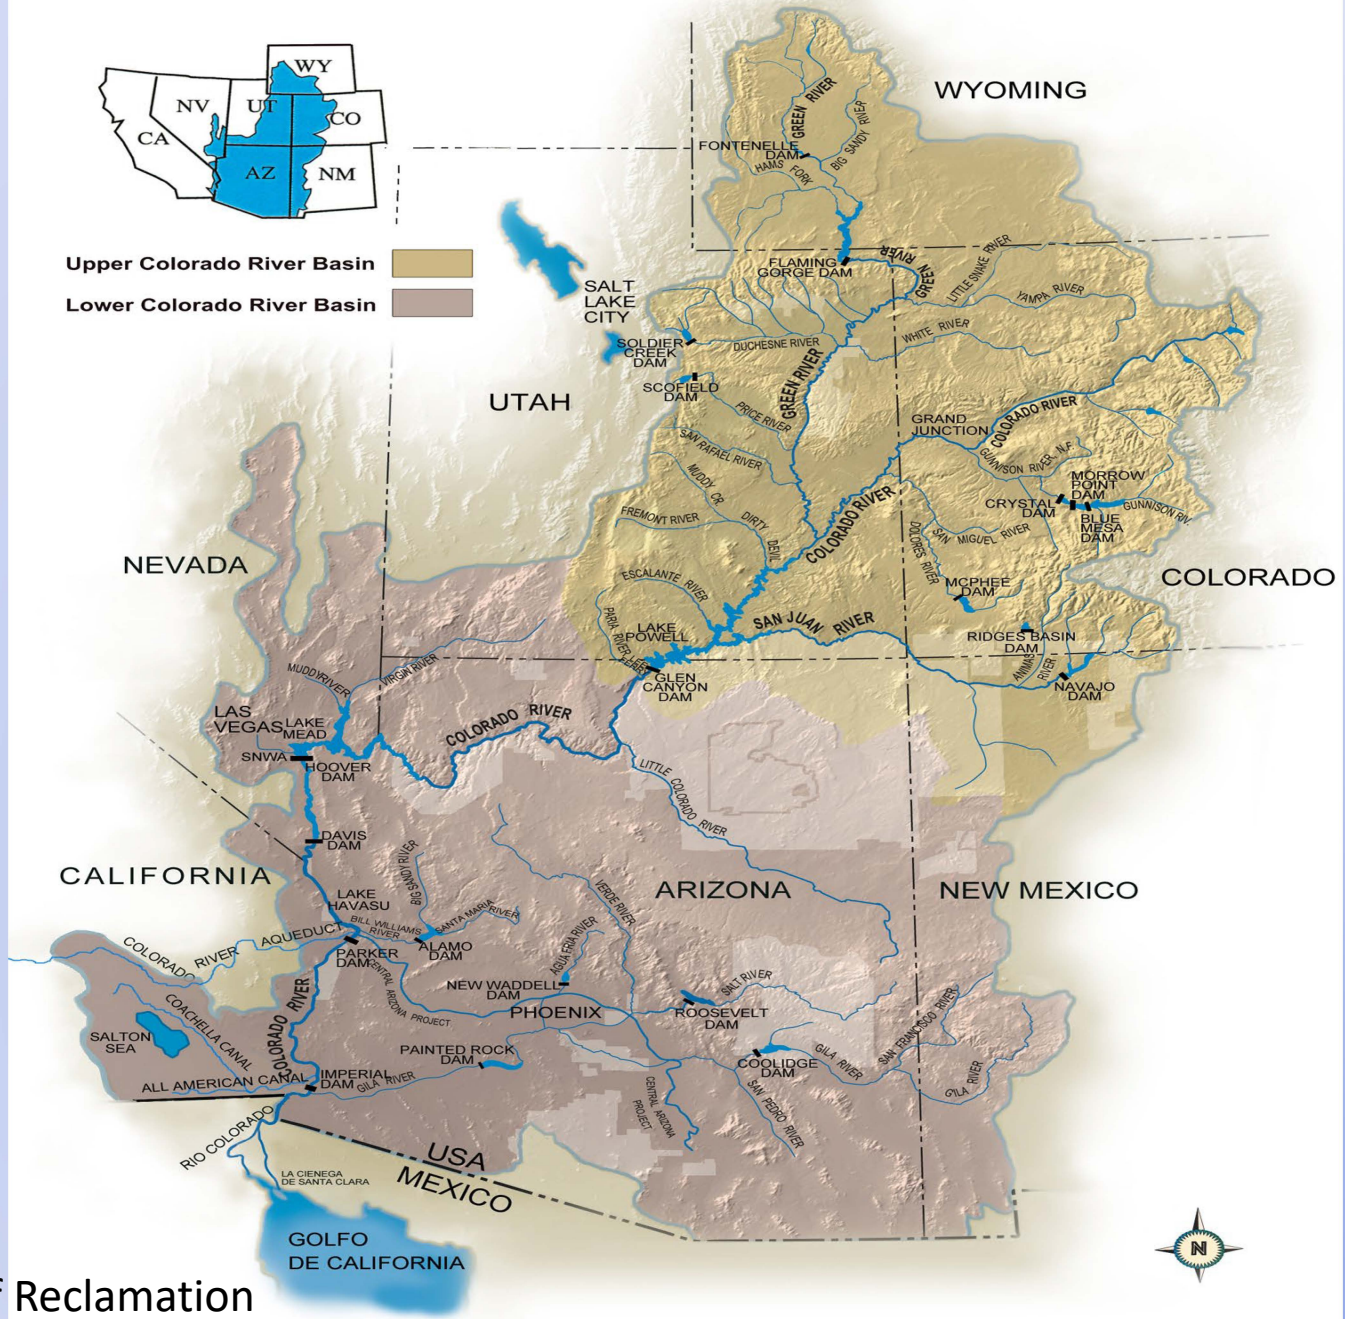 WY
NV
UT
CO
CA
AZ
NM
Upper Colorado River Basin
Lower Colorado River Basin
WYOMING
GREEN RIVER
BIG SANDY RIVER
FONTENELLE
DAM
HAMS FORK
FLAMING
GORGE DAM
GREEN RIVER
LITTLE SNAKE RIVER
YAMPA RIVER
WHITE RIVER
SALT
LAKE
CITY
SOLDIER
CREEK
DAM
DUCHESNE RIVER
SCOFIELD
DAM
PRICE RIVER
GREEN RIVER
UTAH
SAN RAFAEL RIVER
MUDDY CR.
FREMONT RIVER
DIRTY
DEVIL
GRAND
JUNCTION
COLORADO RIVER
GUNNISON RIVER, N.F.
MORROW
POINT
DAM
CRYSTAL
DAM
BLUE
MESA
DAM
GUNNISON RIV.
COLORADO RIVER
DOLORES RIVER
SAN MIGUEL RIVER
MCPHEE
DAM
COLORADO
NEVADA
ESCALANTE RIVER
PARIA RIVER
LEE
FERRY
LAKE
POWELL
SAN JUAN RIVER
GLEN
CANYON
DAM
RIDGES BASIN
DAM
ANIMAS
RIVER
NAVAJO
DAM
MUDDY RIVER
VIRGIN RIVER
LAS
VEGAS
LAKE
MEAD
SNWA
HOOVER
DAM
COLORADO RIVER
LITTLE COLORADO RIVER
DAVIS
DAM
CALIFORNIA
LAKE
HAVASU
BIG SANDY RIVER
BILL WILLIAMS
RIVER
SANTA MARIA
RIVER
ALAMO
DAM
VERDE RIVER
ARIZONA
NEW MEXICO
COLORADO RIVER AQUEDUCT
PARKER
DAM
CENTRAL ARIZONA PROJECT
AGUA FRIA RIVER
NEW WADDELL
DAM
PHOENIX
SALT RIVER
ROOSEVELT
DAM
COACHELLA CANAL
SALTON
SEA
COLORADO RIVER
PAINTED ROCK
DAM
ALL AMERICAN CANAL
IMPERIAL
DAM
GILA RIVER
COOLIDGE
DAM
GILA RIVER
SAN FRANCISCO RIVER
GILA RIVER
CENTRAL ARIZONA
PROJECT
SAN PEDRO RIVER
RIO COLORADO
USA
MEXICO
LA CIENEGA
DE SANTA CLARA
GOLFO
DE CALIFORNIA
N
Reclamation